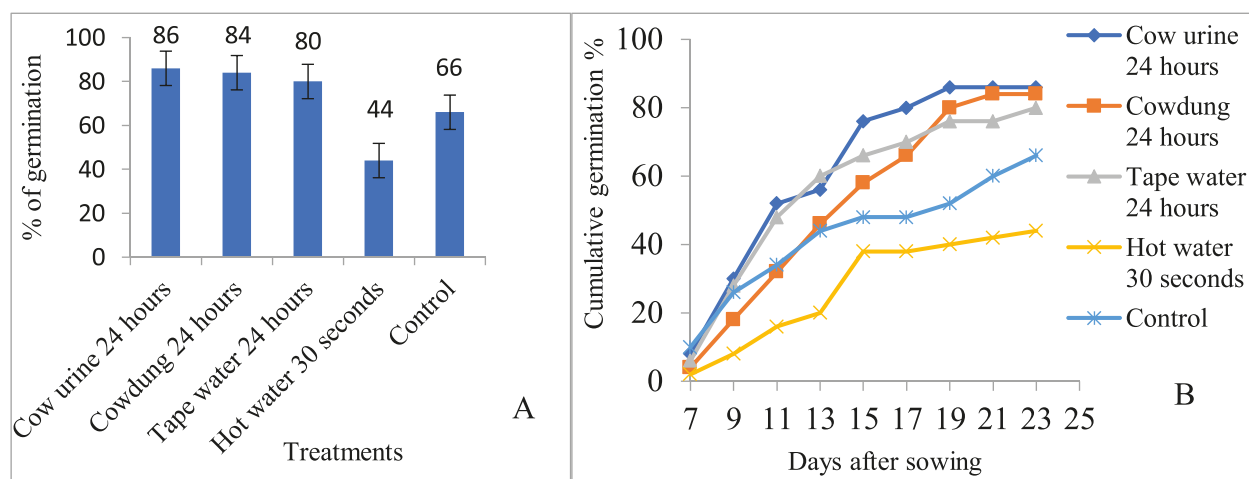 100
80
60
40
20
0
% of germination
86
84
80
44
66
Cow urine 24 hours
Cowdung 24 hours
Tape water 24 hours
Hot water 30 seconds
Control
Treatments
A
100
80
60
40
20
0
Cumulative germination %
7 9 11 13 15 17 19 21 23 25
Days after sowing
Cow urine
24 hours
Cowdung
24 hours
Tape water
24 hours
Hot water
30 seconds
Control
B